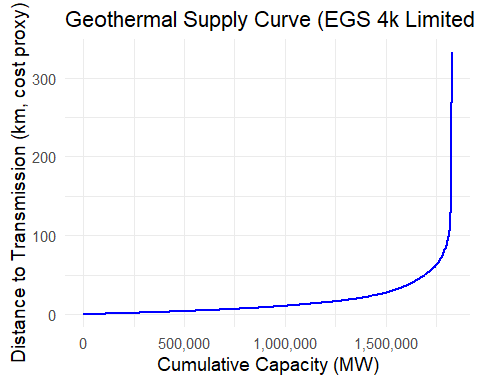 Geothermal Supply Curve (EGS 4k Limited
Distance to Transmission (km, cost proxy)
300
200
100
0
0
500,000
1,000,000
1,500,000
Cumulative Capacity (MW)